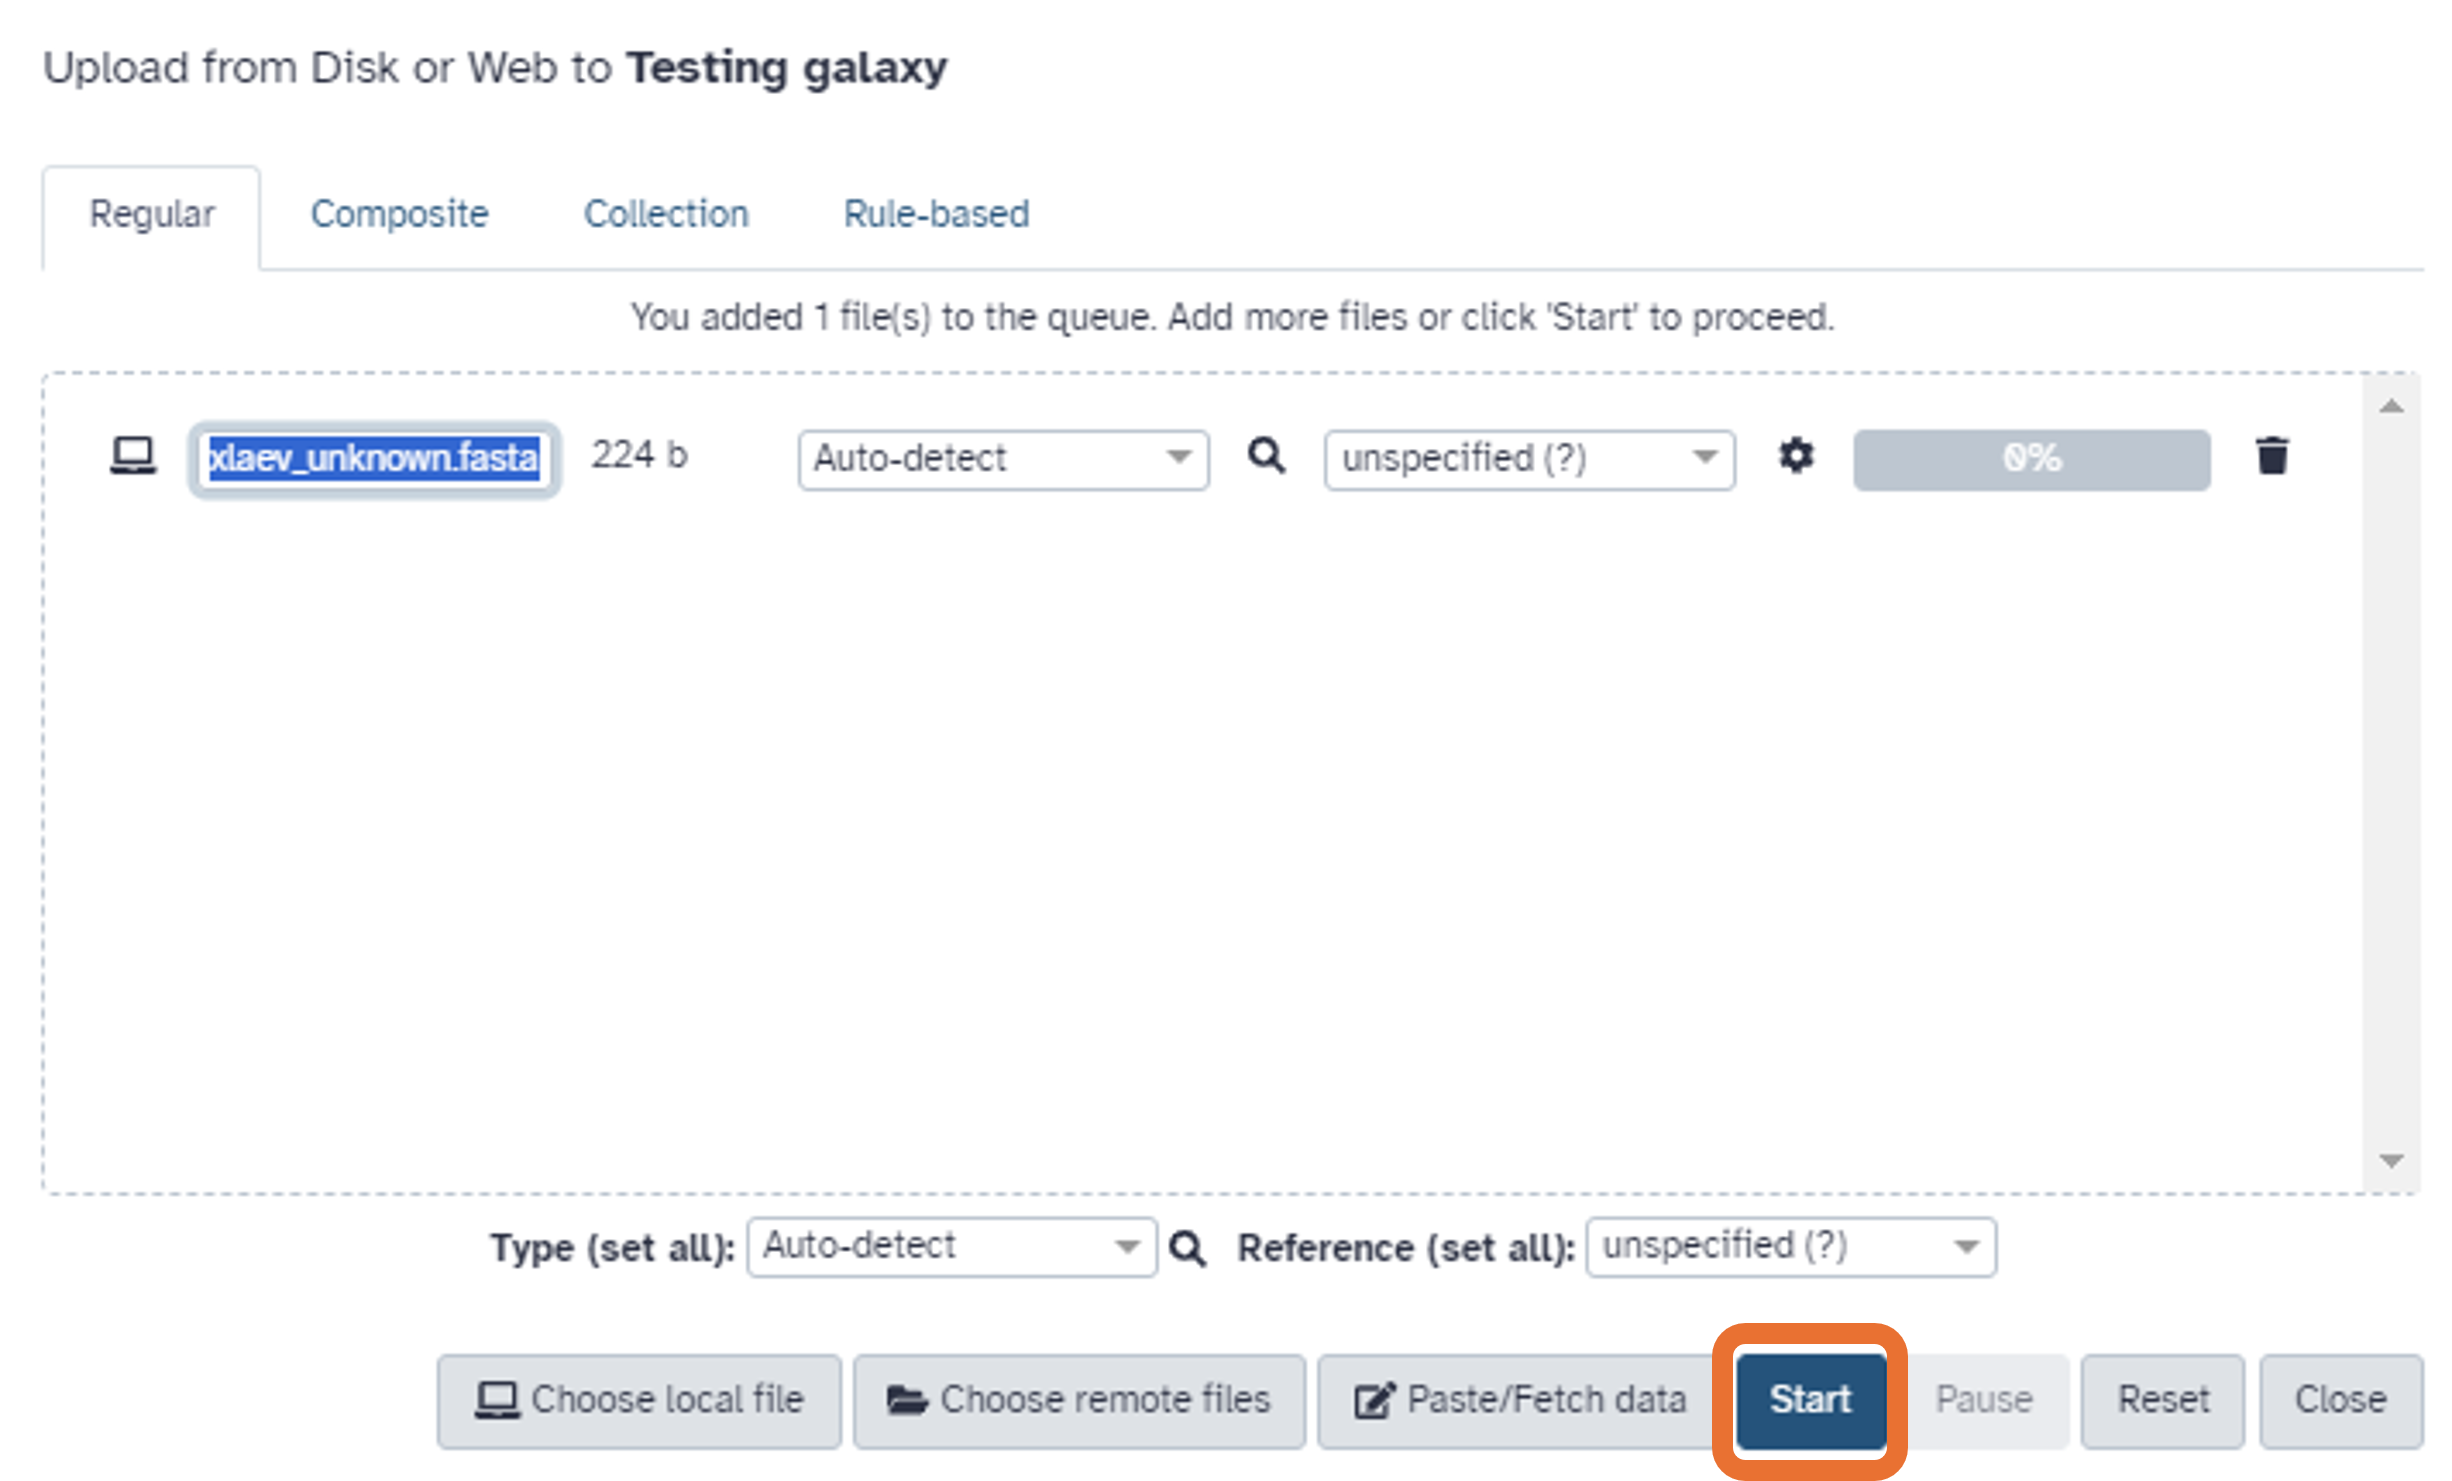 Upload from Disk or Web to Testing galaxy
Regular Composite Collection Rule-based
You added 1 file(s) to the queue. Add more files or click 'Start' to proceed.
xlaev_unknown.fasta 224 b Auto-detect unspecified (?) 0%
Type (set all): Auto-detect Reference (set all): unspecified (?)
Choose local file Choose remote files Paste/Fetch data Start Pause Reset Close